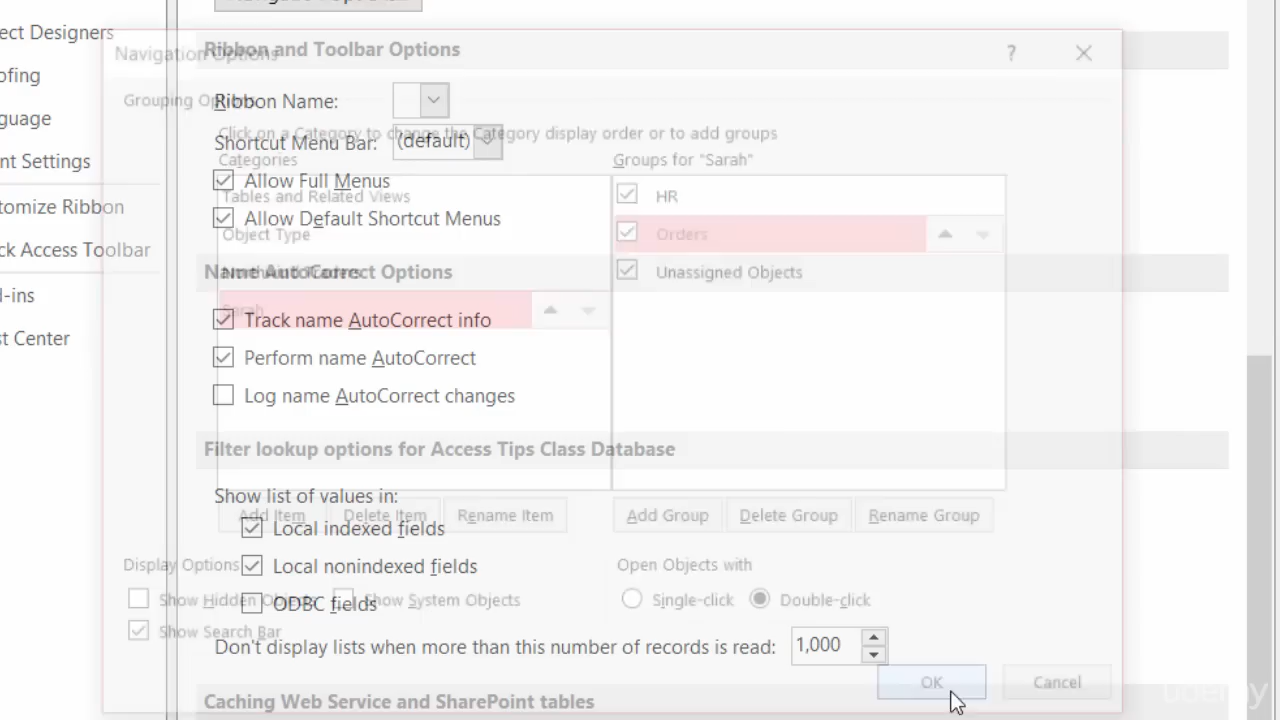 Ribbon and Toolbar Options
Navigation Options
? 
Grouping Options
Ribbon Name:
Click on a Category to change the Category display order or to add groups
Shortcut Menu Bar: (default)
Categories
Groups for "Sarah"
Allow Full Menus
Tables and Related Views
HR
Allow Default Shortcut Menus
Object Type
Orders
Name AutoCorrect Options
Unassigned Objects
Sarah
Track name AutoCorrect info
Perform name AutoCorrect
Log name AutoCorrect changes
Filter lookup options for Access Tips Class Database
Show list of values in:
Add Item
Delete Item
Rename Item
Add Group
Delete Group
Rename Group
Local indexed fields
Display Options
Local nonindexed fields
Open Objects with
Show Hidden Objects
Show System Objects
Single-click
Double-click
ODBC fields
Show Search Bar
Don't display lists when more than this number of records is read: 1,000
OK
Cancel
Caching Web Service and SharePoint tables
udemy
ect Designers
ofing
guage
nt Settings
tomize Ribbon
ck Access Toolbar
d-ins
st Center